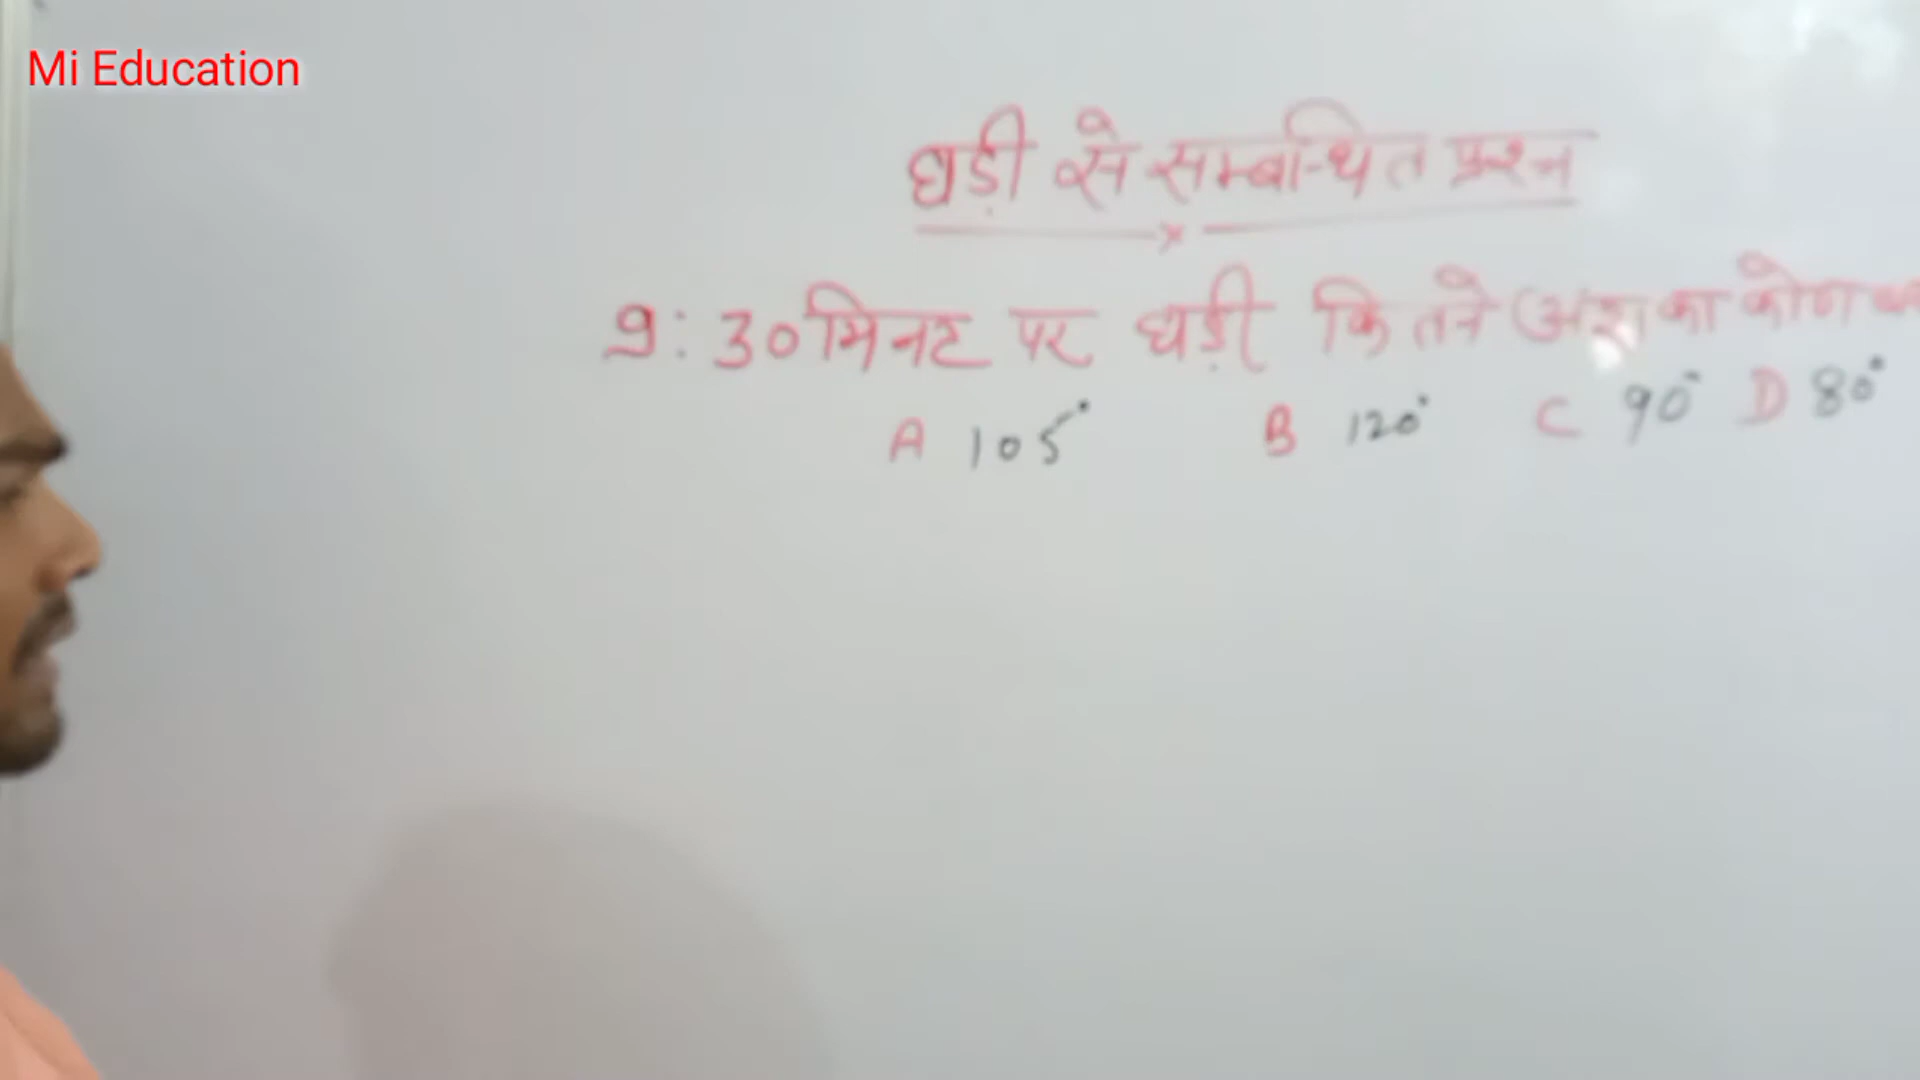 Mi Education
घड़ी से सम्बन्धित प्रश्न
9:30 मिनट पर घड़ी कितने अंश का कोण
A 105° B 120° C 90° D 80°